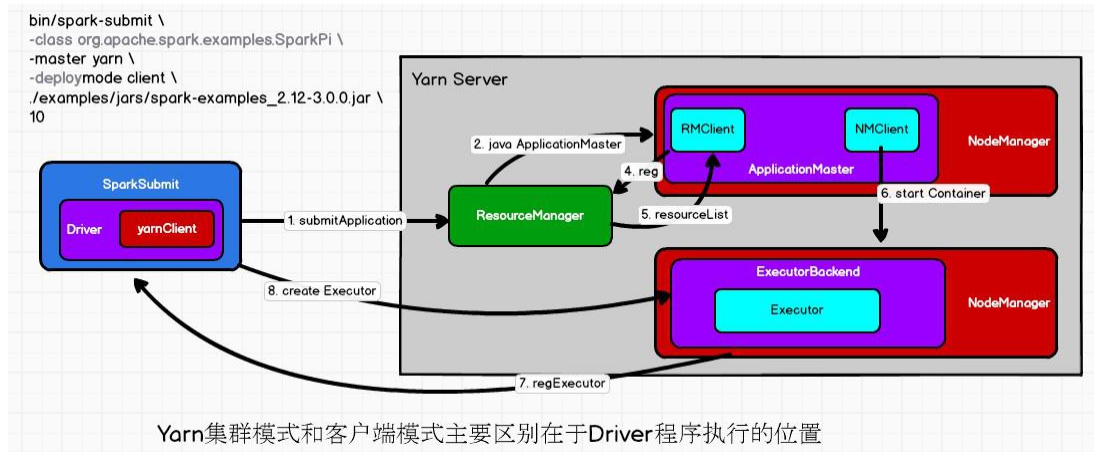 bin/spark-submit \
-class org.apache.spark.examples.SparkPi \
-master yarn \
-deploymode client \
./examples/jars/spark-examples_2.12-3.0.0.jar \
10
Yarn Server
RMClient
NMClient
NodeManager
ApplicationMaster
2. java ApplicationMaster
4. reg
5. resourceList
6. start Container
SparkSubmit
Driver
yarnClient
1. submitApplication
ResourceManager
8. create Executor
ExecutorBackend
Executor
NodeManager
7. regExecutor
Yarn集群模式和客户端模式主要区别在于Driver程序执行的位置